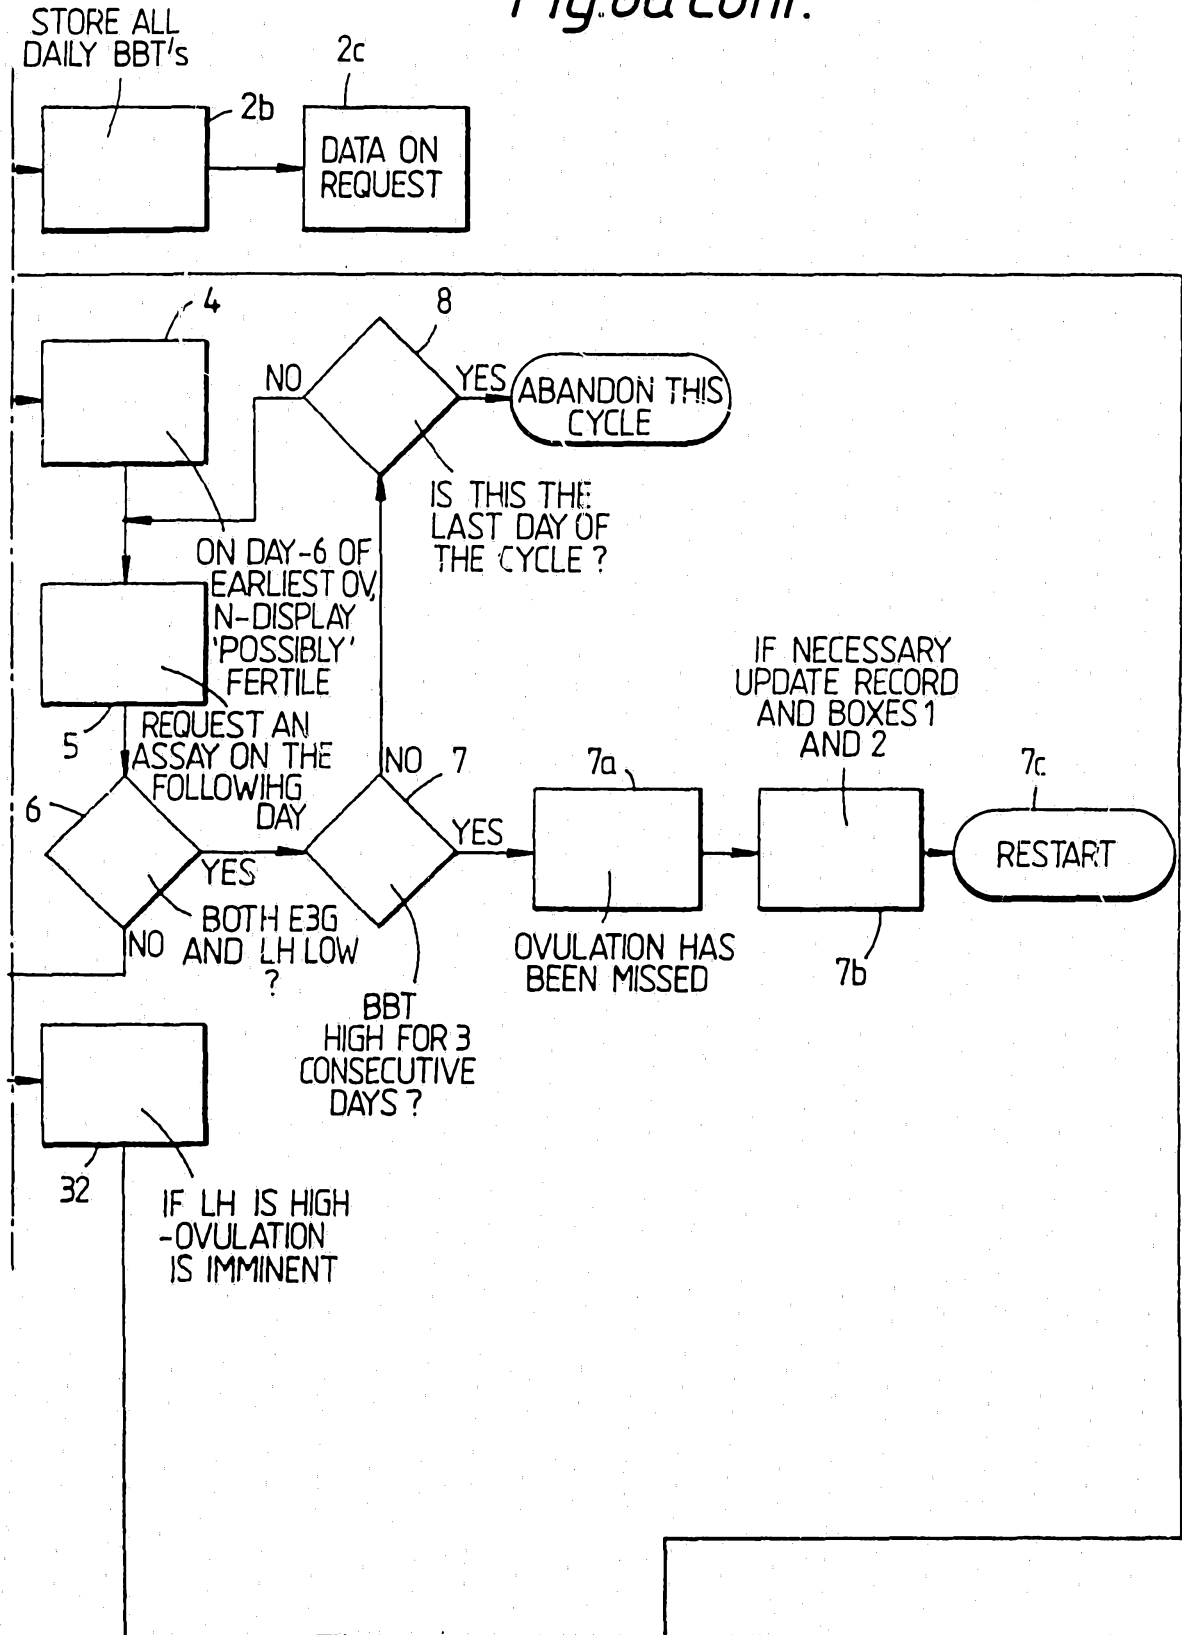 Fig.6a cont.
STORE ALL
DAILY BBT's
2b
2c
DATA ON
REQUEST
4
8
NO
YES
ABANDON THIS
CYCLE
IS THIS THE
LAST DAY OF
THE CYCLE ?
ON DAY-6 OF
EARLIEST OV,
N-DISPLAY
'POSSIBLY'
FERTILE
5
REQUEST AN
ASSAY ON THE
FOLLOWIHG
DAY
IF NECESSARY
UPDATE RECORD
AND BOXES 1
AND 2
6
NO
7
7a
7c
YES
YES
RESTART
BOTH E3G
AND LH LOW
?
NO
OVULATION HAS
BEEN MISSED
7b
BBT
HIGH FOR 3
CONSECUTIVE
DAYS ?
32
IF LH IS HIGH
-OVULATION
IS IMMINENT